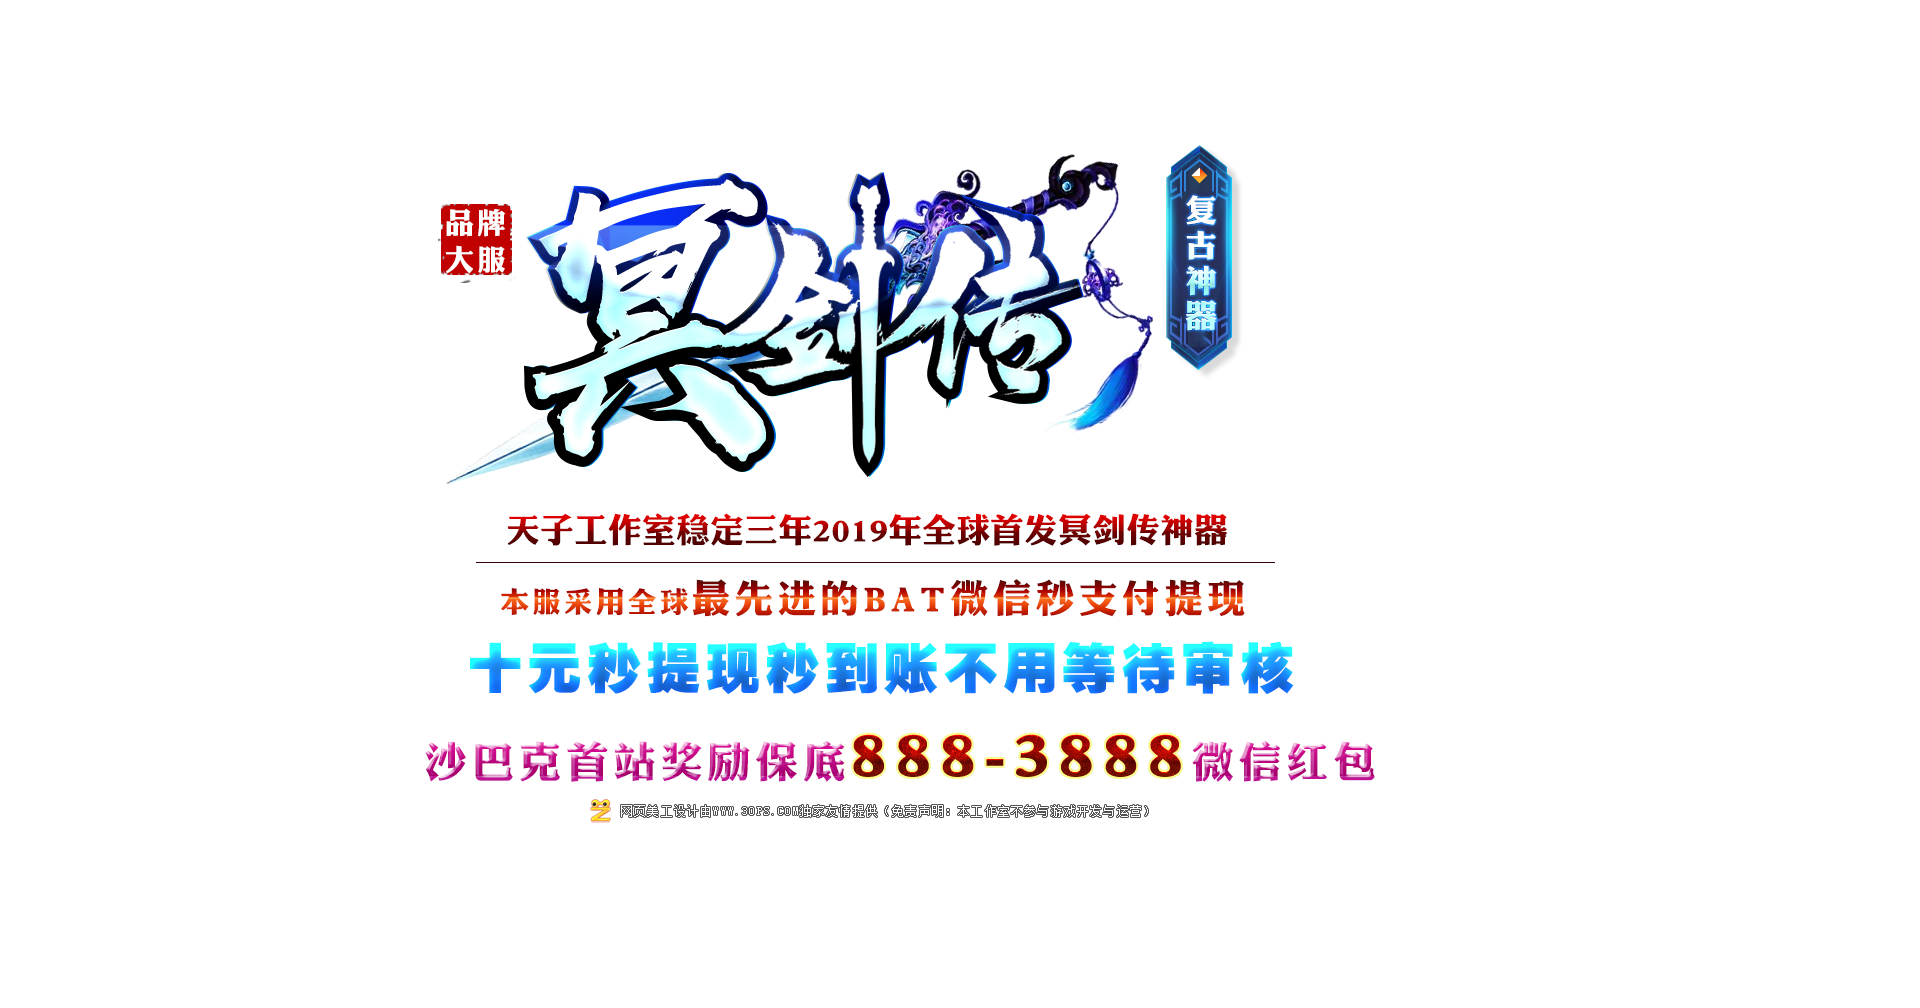 品牌
大服
冥剑传
复古神器
天子工作室稳定三年2019年全球首发冥剑传神器
本服采用全球最先进的BAT微信秒支付提现
十元秒提现秒到账不用等待审核
沙巴克首站奖励保底888-3888微信红包
网页美工设计由WWW.3OPS.COM独家友情提供（免责声明：本工作室不参与游戏开发与运营）